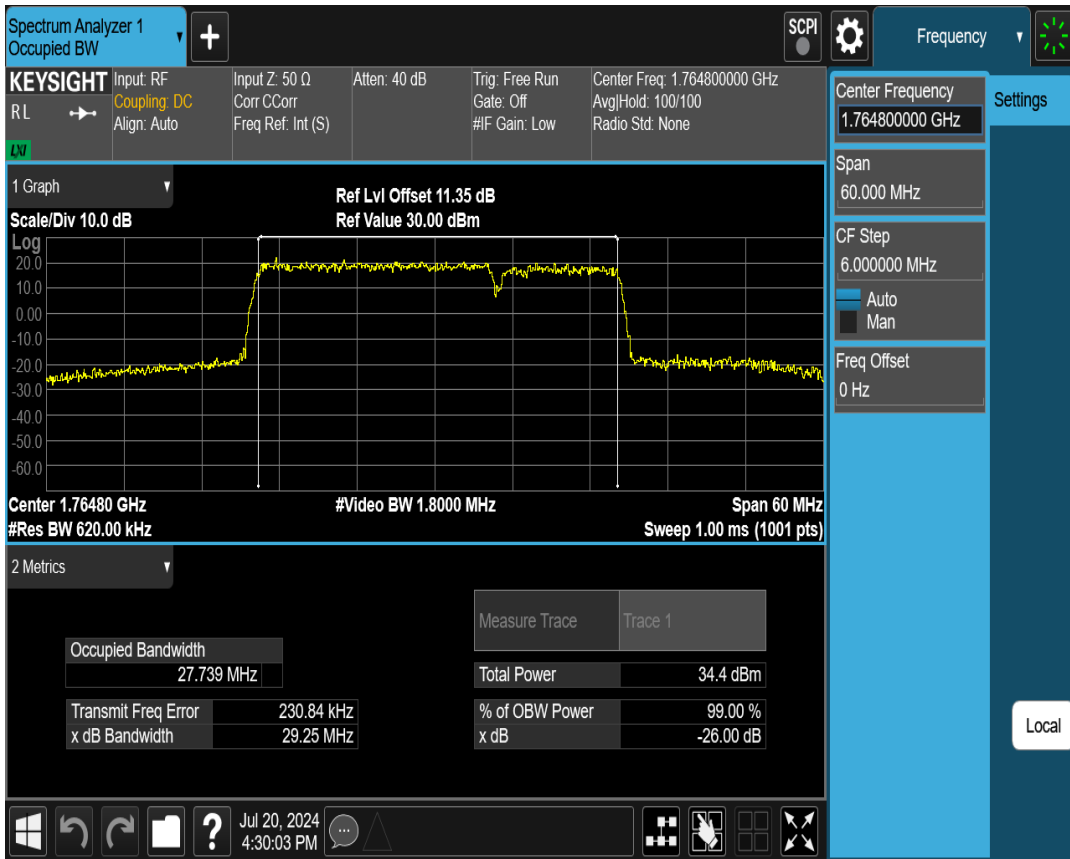 Spectrum Analyzer 1
Occupied BW
+
SCPI
Frequency
KEYSIGHT
RL
LXI
Input: RF
Coupling: DC
Align: Auto
Input Z: 50 Ω
Corr CCorr
Freq Ref: Int (S)
Atten: 40 dB
Trig: Free Run
Gate: Off
#IF Gain: Low
Center Freq: 1.764800000 GHz
Avg|Hold: 100/100
Radio Std: None
Center Frequency
1.764800000 GHz
Settings
Span
60.000 MHz
CF Step
6.000000 MHz
Auto
Man
Freq Offset
0 Hz
Local
1 Graph
Ref Lvl Offset 11.35 dB
Scale/Div 10.0 dB
Ref Value 30.00 dBm
Log
20.0
10.0
0.00
-10.0
-20.0
-30.0
-40.0
-50.0
-60.0
Center 1.76480 GHz
#Video BW 1.8000 MHz
Span 60 MHz
#Res BW 620.00 kHz
Sweep 1.00 ms (1001 pts)
2 Metrics
Measure Trace
Trace 1
Occupied Bandwidth
27.739 MHz
Total Power
34.4 dBm
Transmit Freq Error
230.84 kHz
% of OBW Power
99.00 %
x dB Bandwidth
29.25 MHz
x dB
-26.00 dB
?
Jul 20, 2024
4:30:03 PM